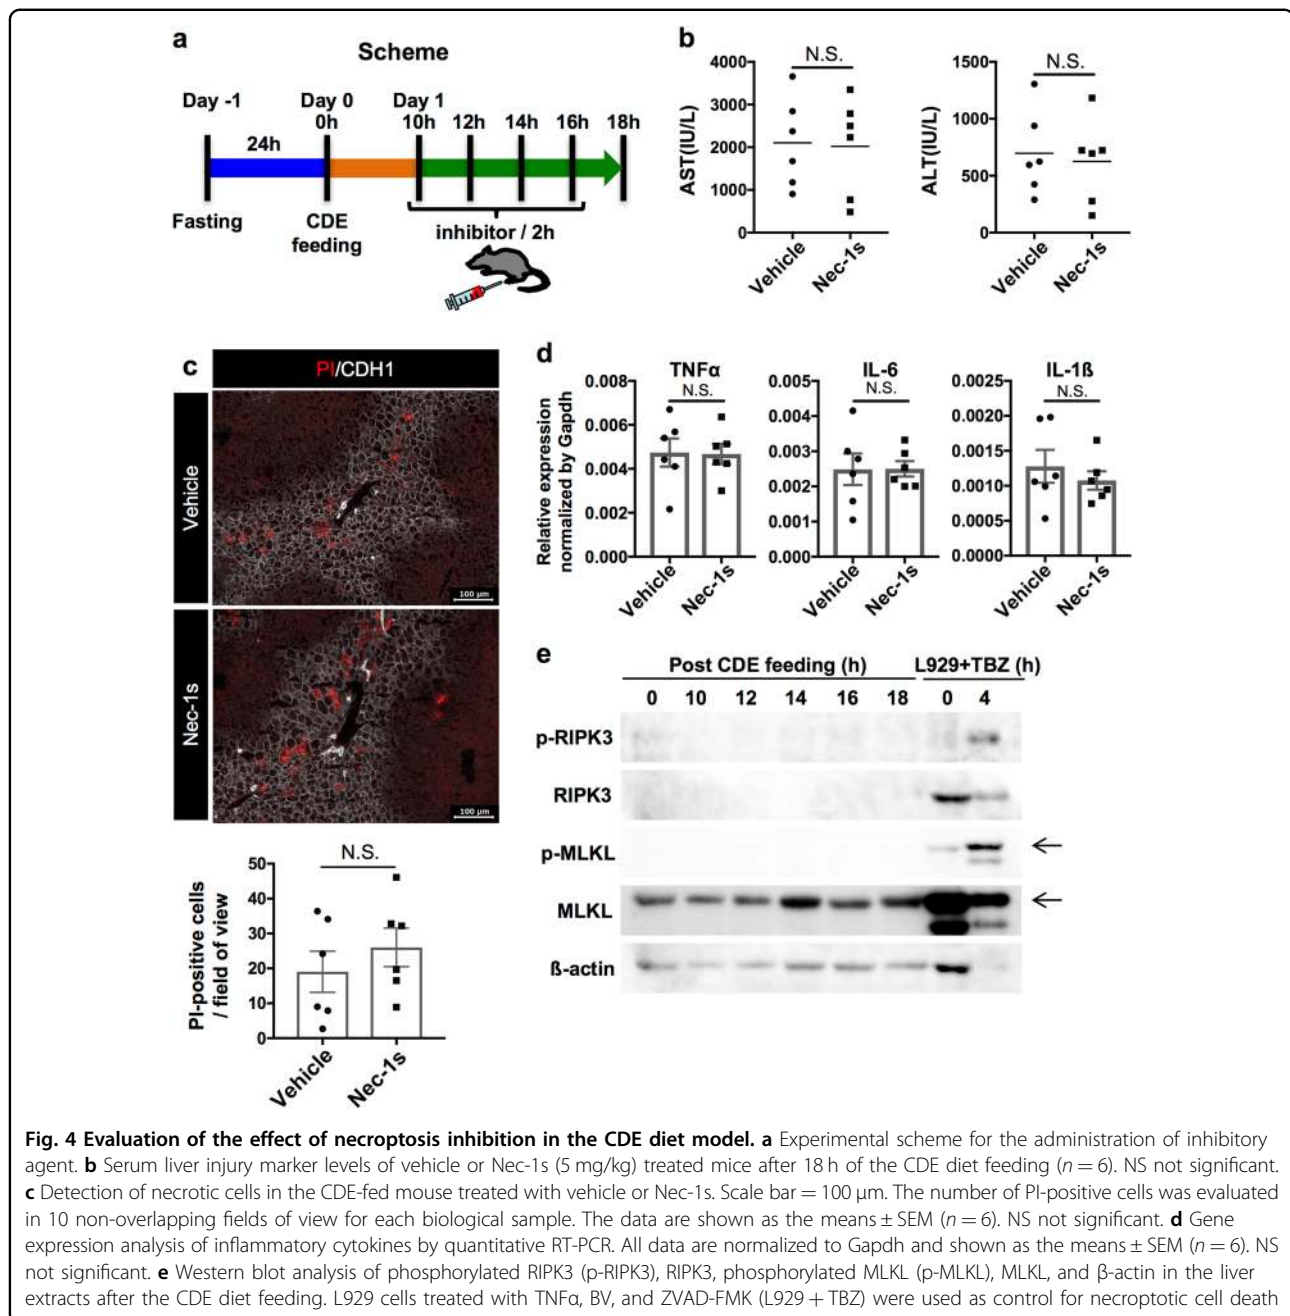 a
Scheme
Day -1
Day 0
0h
Day 1
10h
12h
14h
16h
18h
24h
Fasting
CDE
feeding
inhibitor / 2h
b
AST(IU/L)
4000
3000
2000
1000
0
N.S.
Vehicle
Nec-1s
ALT(IU/L)
1500
1000
500
0
N.S.
Vehicle
Nec-1s
c
PI/CDH1
Vehicle
100 µm
Nec-1s
100 µm
PI-positive cells
/ field of view
50
40
30
20
10
0
N.S.
Vehicle
Nec-1s
d
Relative expression
normalized by Gapdh
TNFα
N.S.
0.008
0.006
0.004
0.002
0.000
Vehicle
Nec-1s
IL-6
N.S.
0.005
0.004
0.003
0.002
0.001
0.000
Vehicle
Nec-1s
IL-1ß
N.S.
0.0025
0.0020
0.0015
0.0010
0.0005
0.0000
Vehicle
Nec-1s
e
Post CDE feeding (h)
L929+TBZ (h)
0 10 12 14 16 18 0 4
p-RIPK3
RIPK3
p-MLKL
MLKL
ß-actin
Fig. 4 Evaluation of the effect of necroptosis inhibition in the CDE diet model. a Experimental scheme for the administration of inhibitory
agent. b Serum liver injury marker levels of vehicle or Nec-1s (5 mg/kg) treated mice after 18 h of the CDE diet feeding (n = 6). NS not significant.
c Detection of necrotic cells in the CDE-fed mouse treated with vehicle or Nec-1s. Scale bar = 100 µm. The number of PI-positive cells was evaluated
in 10 non-overlapping fields of view for each biological sample. The data are shown as the means ± SEM (n = 6). NS not significant. d Gene
expression analysis of inflammatory cytokines by quantitative RT-PCR. All data are normalized to Gapdh and shown as the means ± SEM (n = 6). NS
not significant. e Western blot analysis of phosphorylated RIPK3 (p-RIPK3), RIPK3, phosphorylated MLKL (p-MLKL), MLKL, and β-actin in the liver
extracts after the CDE diet feeding. L929 cells treated with TNFα, BV, and ZVAD-FMK (L929 + TBZ) were used as control for necroptotic cell death